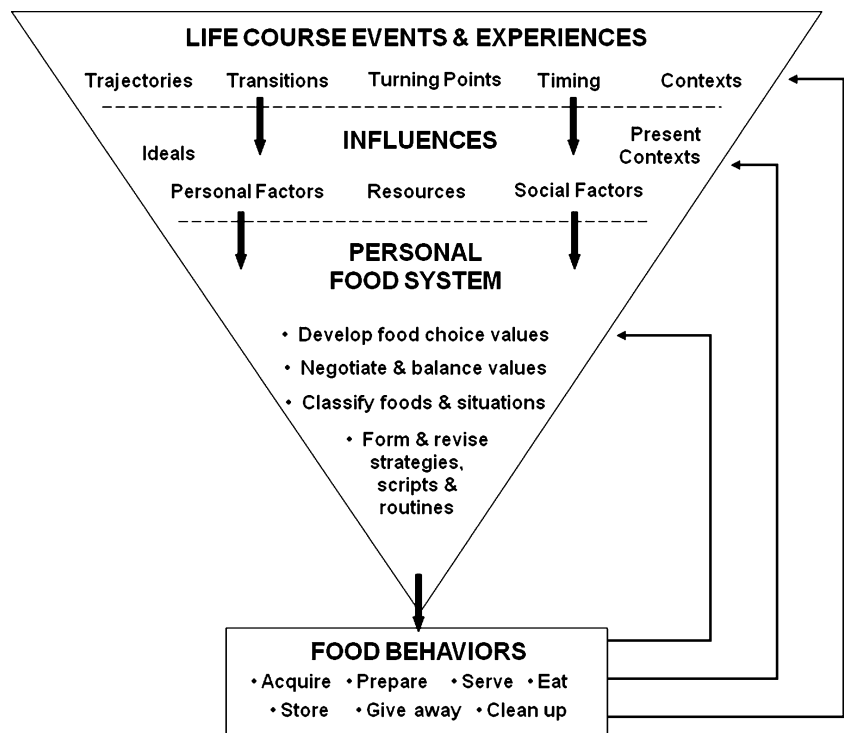 LIFE COURSE EVENTS & EXPERIENCES
Trajectories Transitions Turning Points Timing Contexts
INFLUENCES
Ideals
Present
Contexts
Personal Factors Resources Social Factors
PERSONAL
FOOD SYSTEM
• Develop food choice values
• Negotiate & balance values
• Classify foods & situations
• Form & revise
strategies,
scripts &
routines
FOOD BEHAVIORS
• Acquire • Prepare • Serve • Eat
• Store • Give away • Clean up